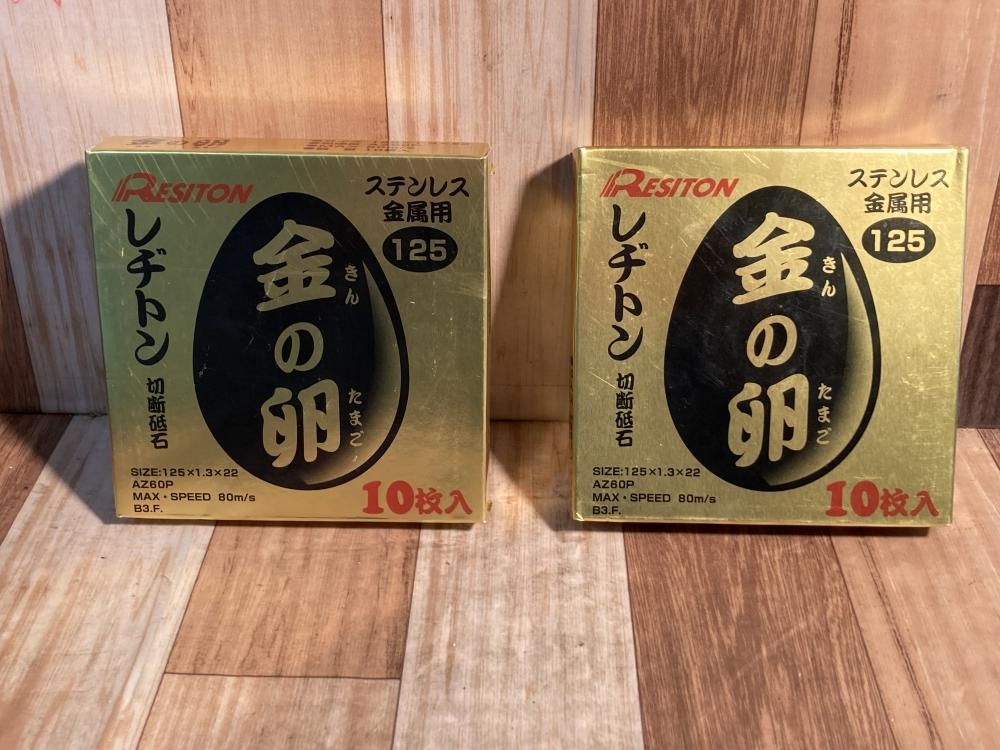 RESITON
ステンレス
金属用
125
レヂトン
切断砥石
金の卵
きん
たまご
SIZE:125×1.3×22
AZ60P
MAX・SPEED 80m/s
B3.F.
10枚入
RESITON
ステンレス
金属用
125
レヂトン
切断砥石
金の卵
きん
たまご
SIZE:125×1.3×22
AZ60P
MAX・SPEED 80m/s
B3.F.
10枚入